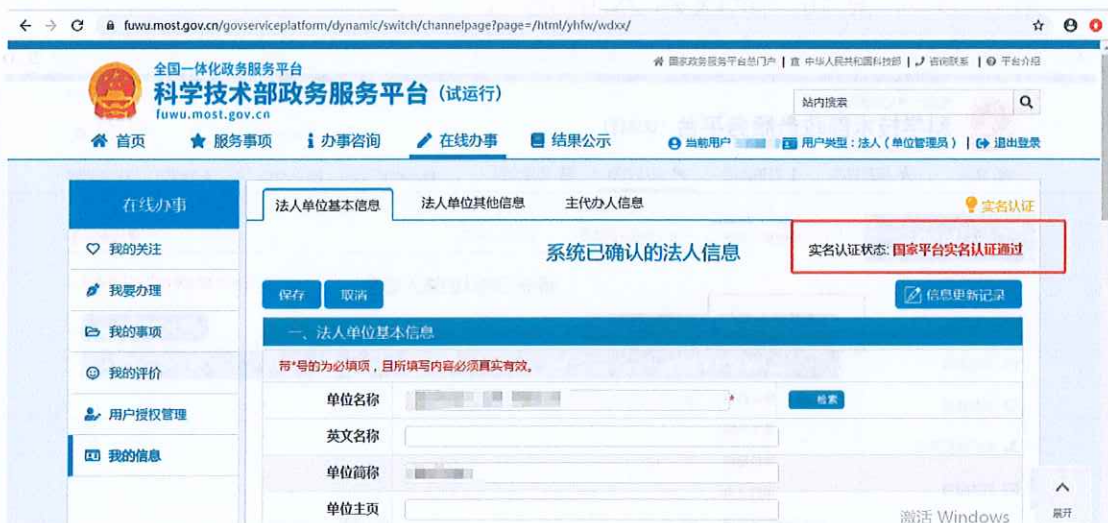 fuwu.most.gov.cn/govserviceplatform/dynamic/switch/channelpage?page=/html/yhfw/wdxx/
国家政务服务平台总门户 | 中华人民共和国科技部 | 咨询联系 | 平台介绍
全国一体化政务服务平台
科学技术部政务服务平台(试运行)
fuwu.most.gov.cn
站内搜索
首页 服务事项 办事咨询 在线办事 结果公示 当前用户 用户类型:法人(单位管理员) | 退出登录
在线办事
法人单位基本信息 法人单位其他信息 主代办人信息 实名认证
我的关注
系统已确认的法人信息 实名认证状态: 国家平台实名认证通过
我要办理
保存 取消 信息更新记录
我的事项
一、法人单位基本信息
带*号的为必填项,且所填写内容必须真实有效。
我的评价
单位名称 * 检索
用户授权管理
英文名称
我的信息
单位简称
单位主页
激活 Windows
展开